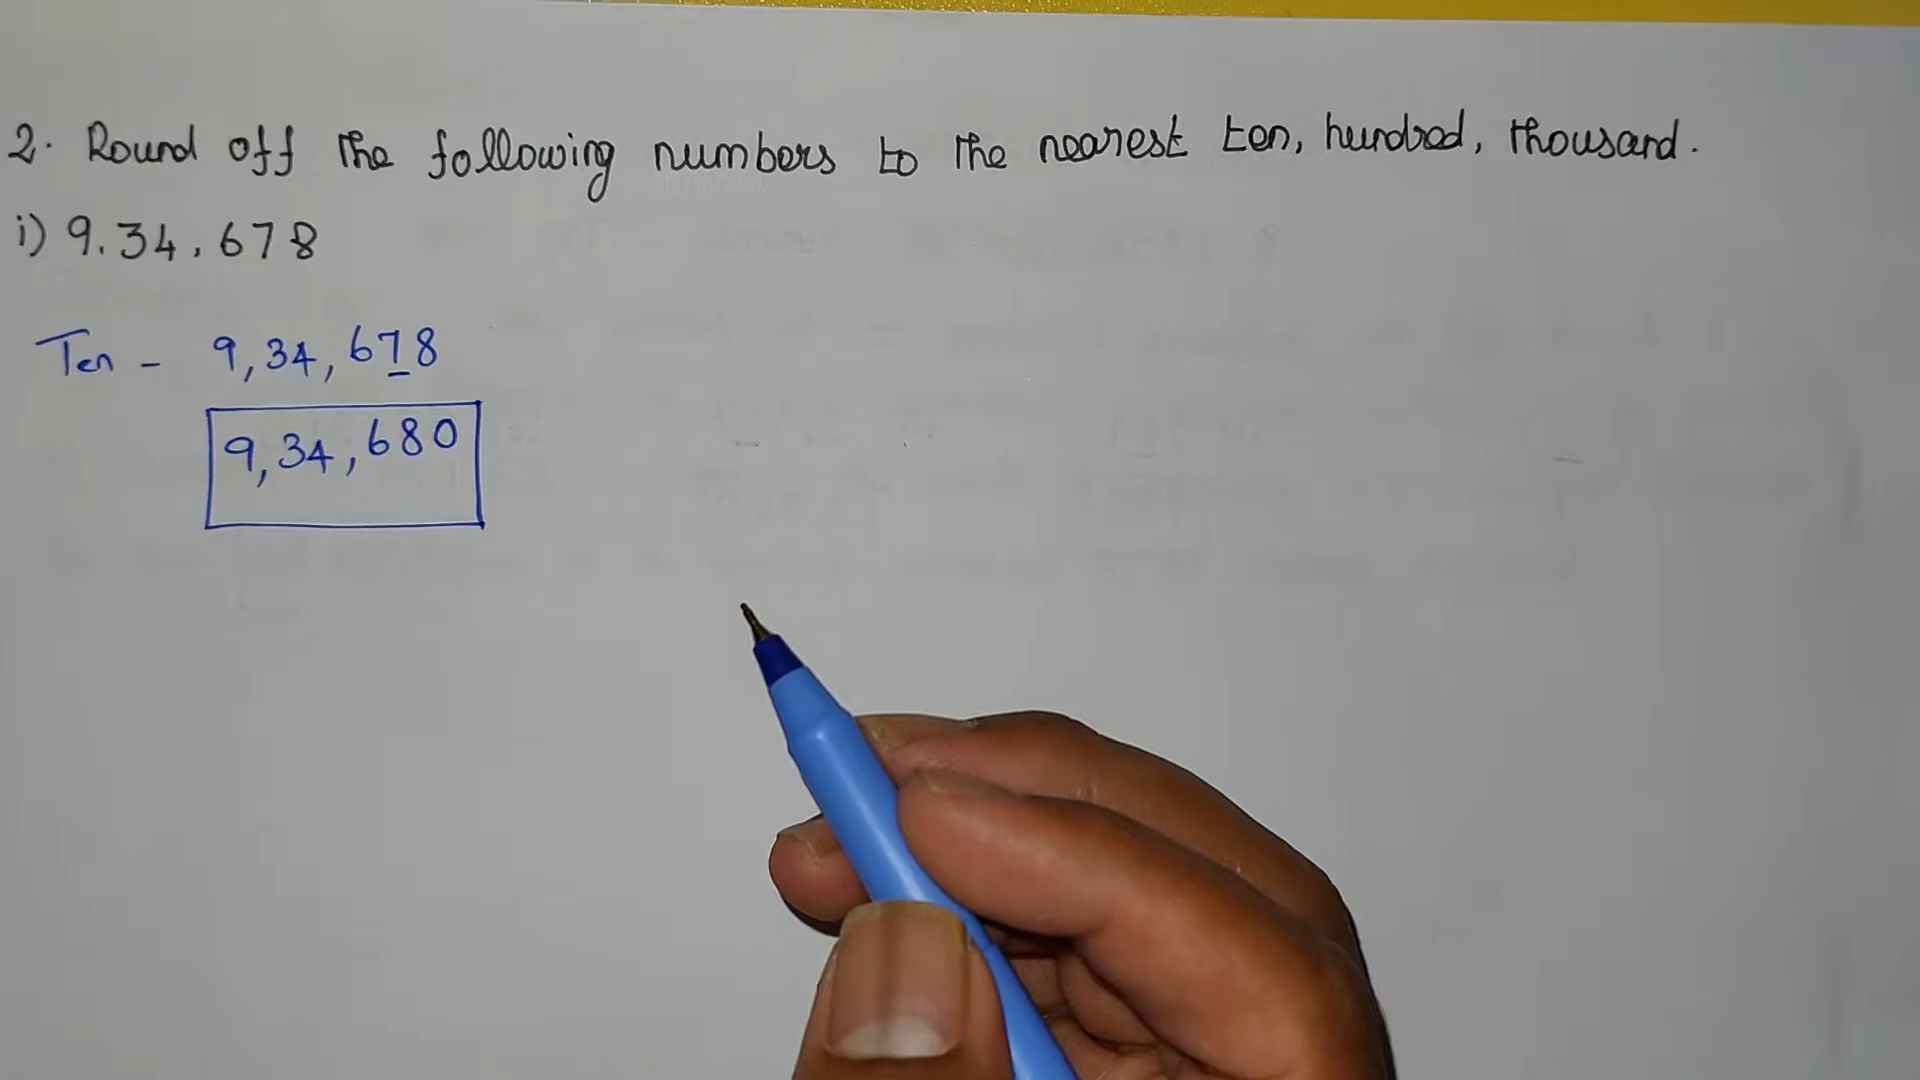 2. Round off the following numbers to the nearest ten, hundred, thousand.
i) 9.34,678
Ten - 9,34,678
9,34,680